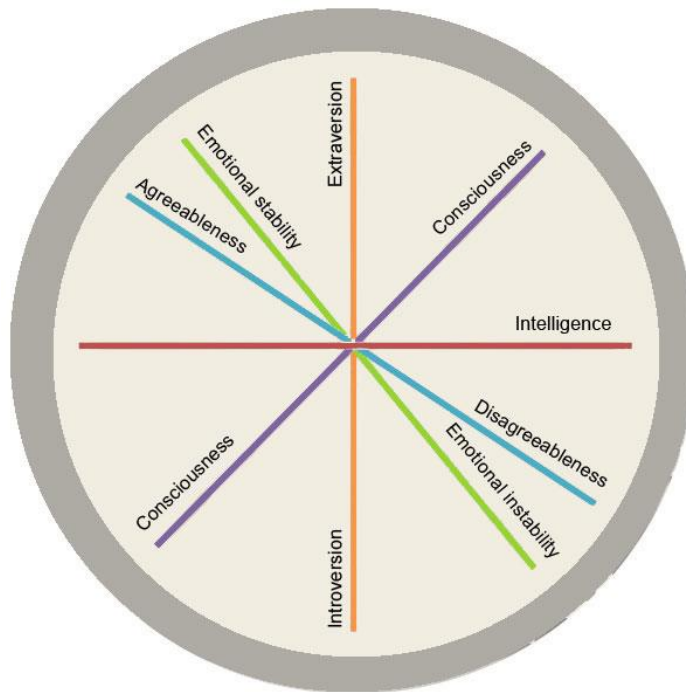 Extraversion
Emotional stability
Consciousness
Agreeableness
Intelligence
Disagreeableness
Consciousness
Emotional instability
Introversion